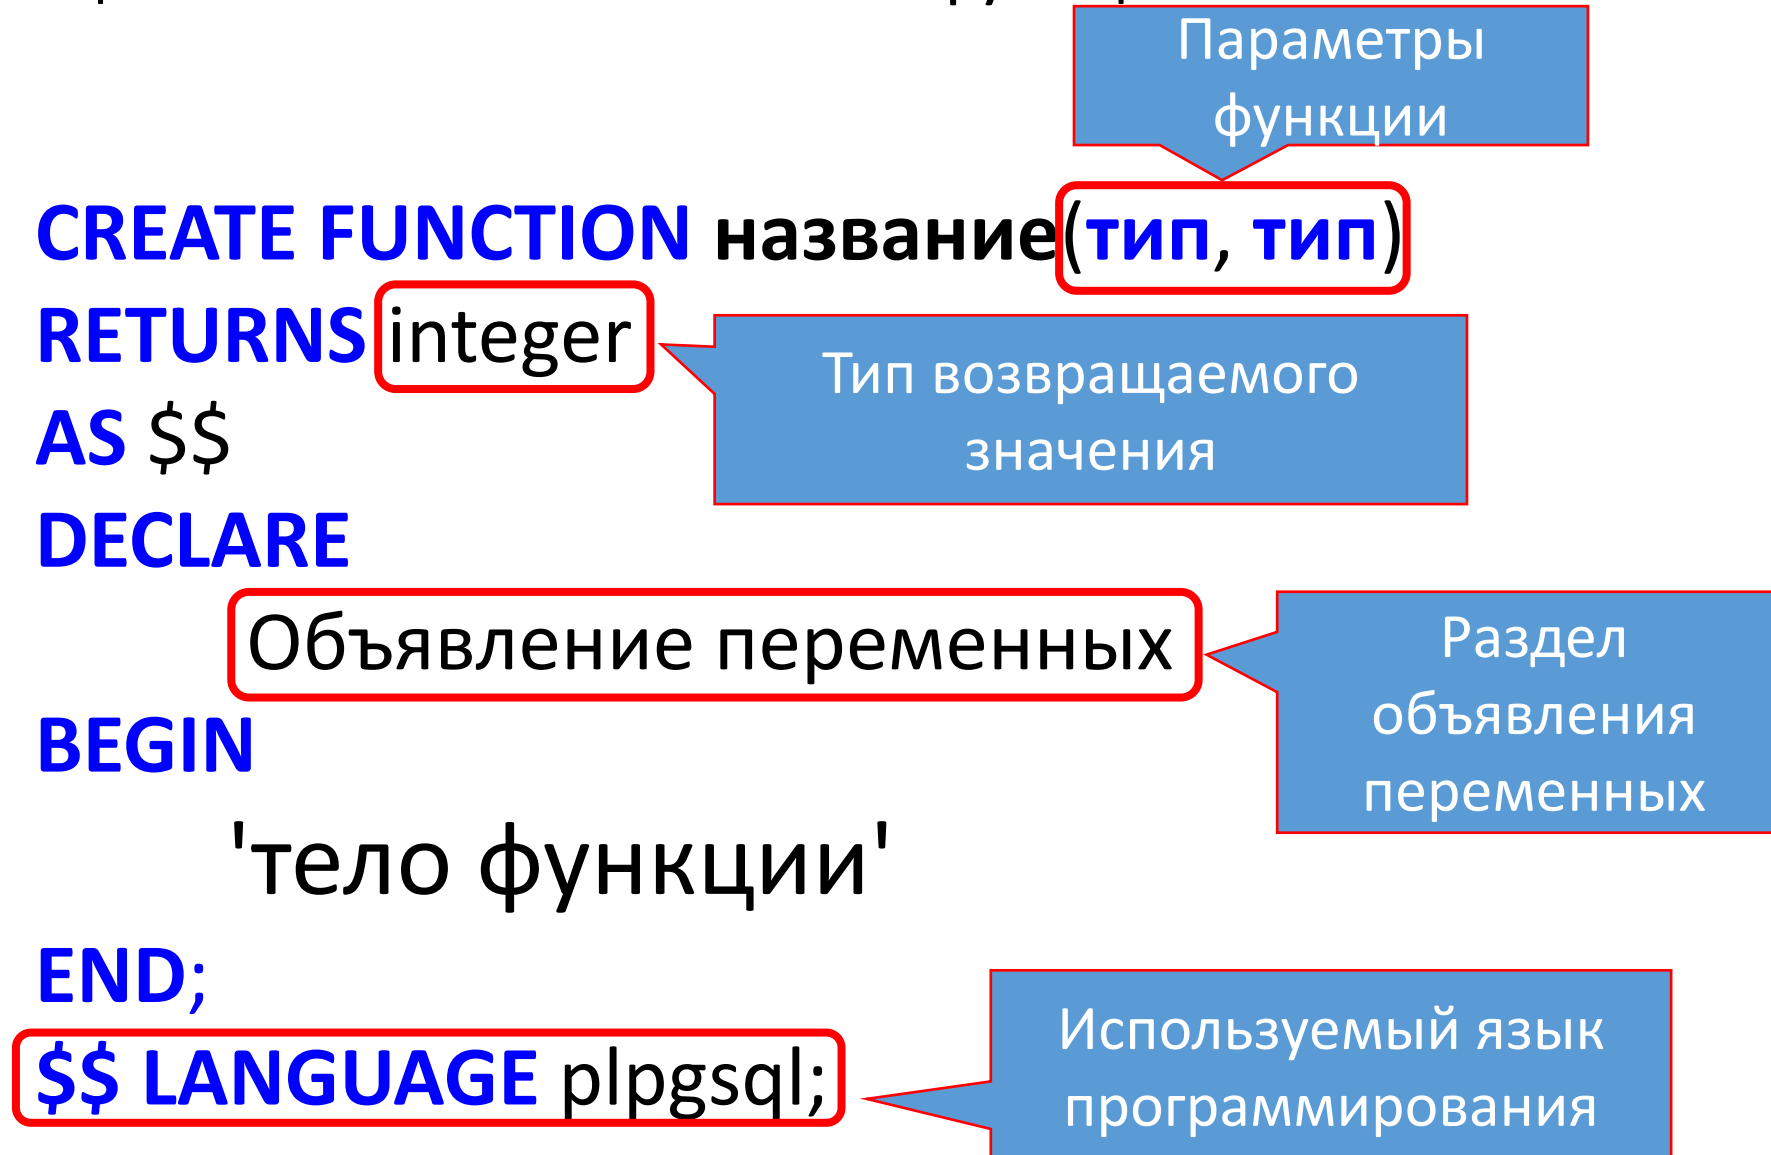 Параметры
функции
CREATE FUNCTION название(тип, тип)
RETURNS integer
Тип возвращаемого
значения
AS $$
DECLARE
Объявление переменных
Раздел
объявления
переменных
BEGIN
'тело функции'
END;
$$ LANGUAGE plpgsql;
Используемый язык
программирования